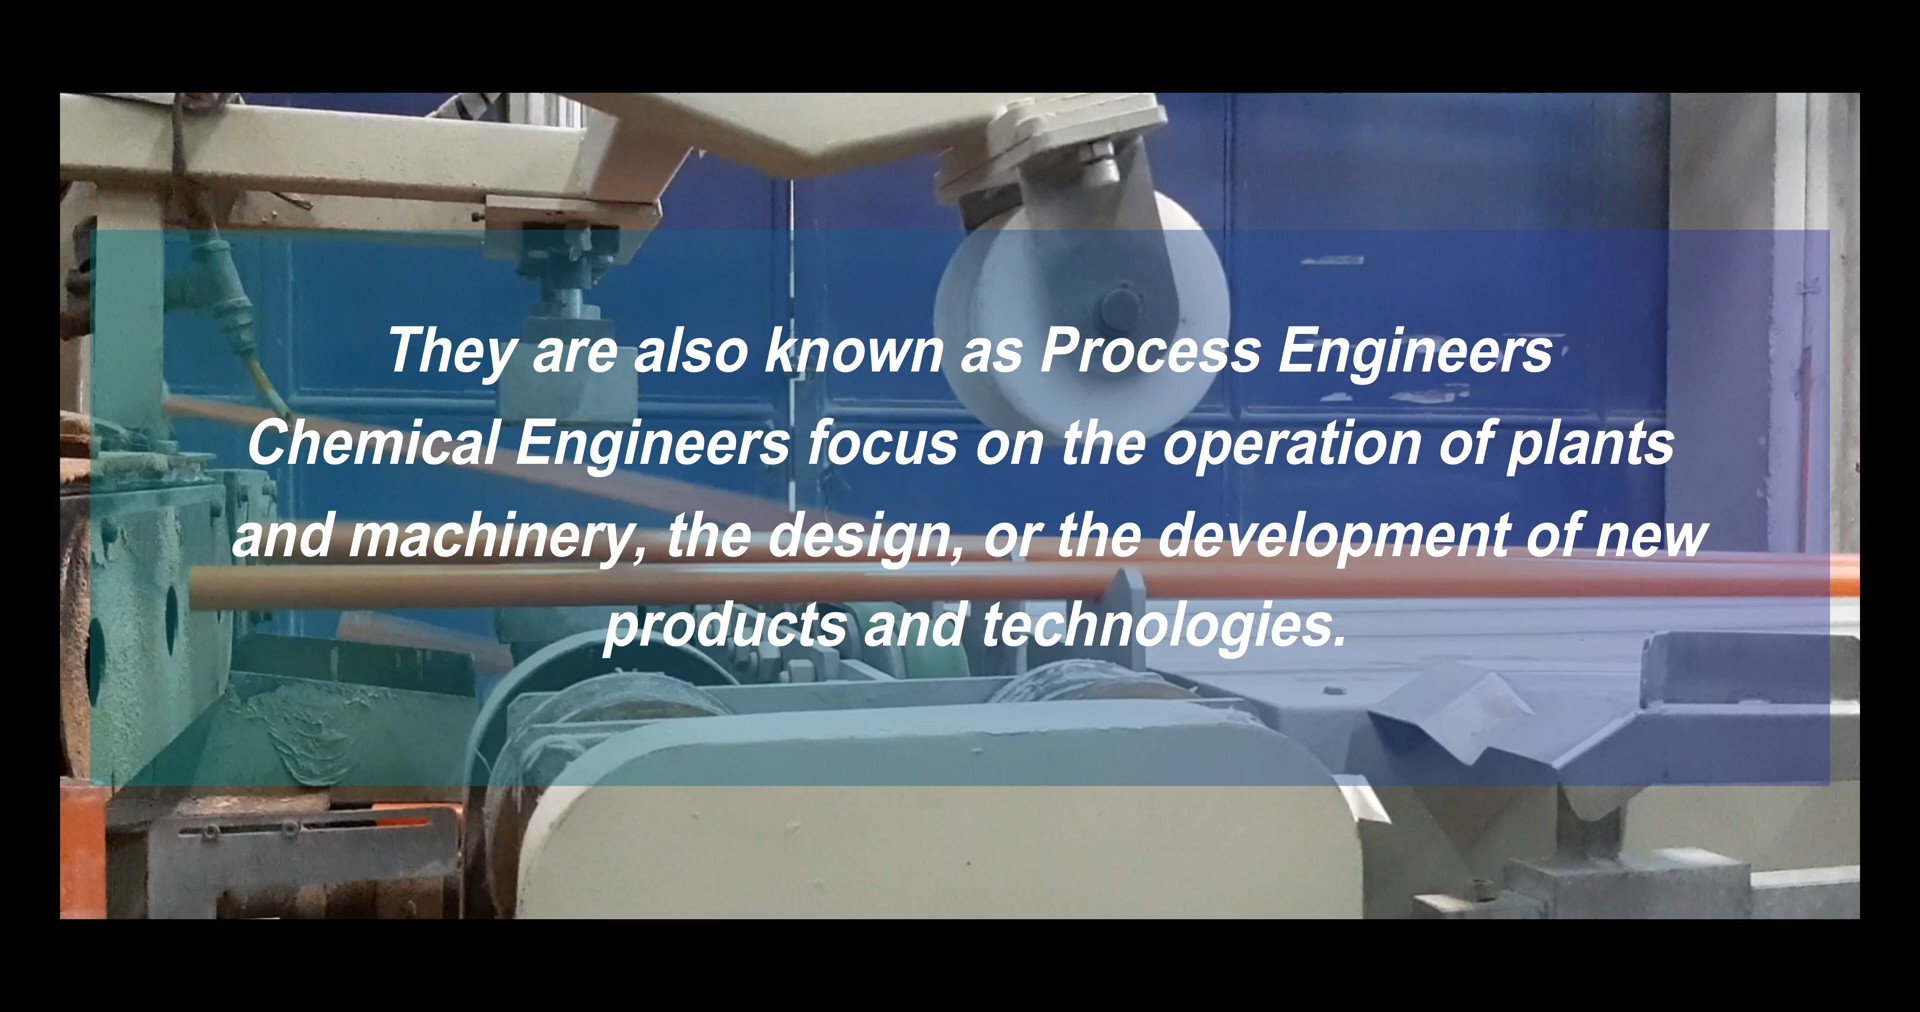 They are also known as Process Engineers
Chemical Engineers focus on the operation of plants
and machinery, the design, or the development of new
products and technologies.